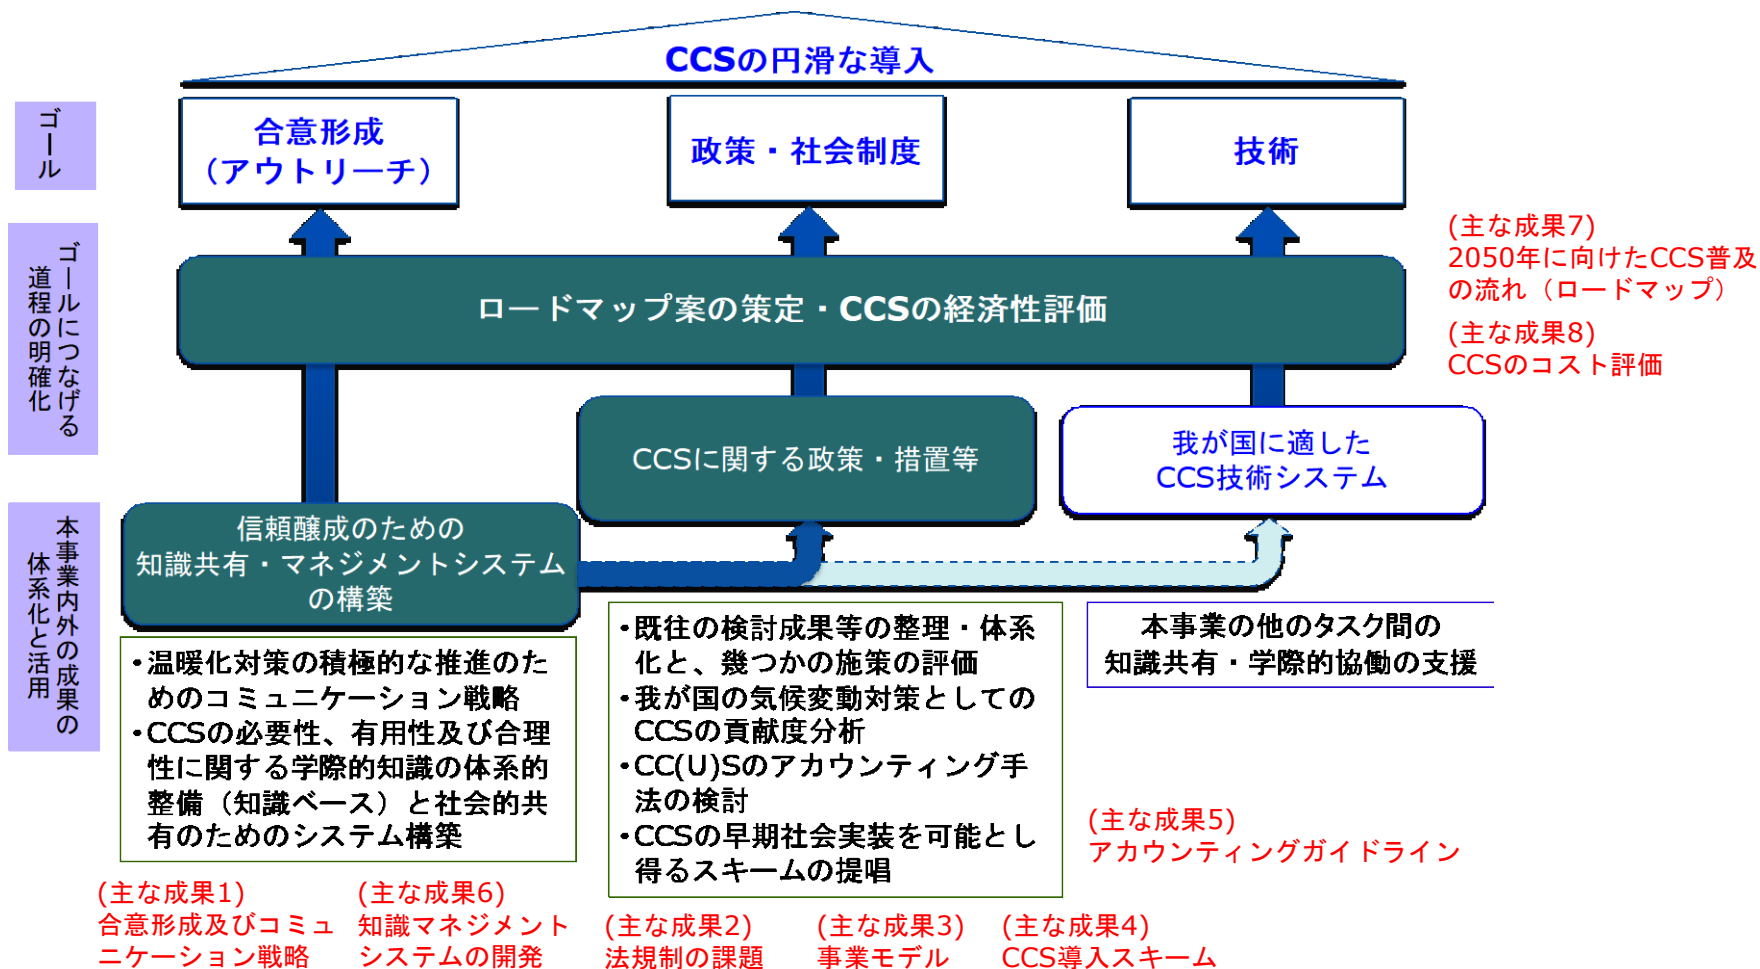 CCSの円滑な導入
ゴール
合意形成
（アウトリーチ）
政策・社会制度
技術
ゴールにつなげる
道程の明確化
ロードマップ案の策定・CCSの経済性評価
(主な成果7)
2050年に向けたCCS普及
の流れ（ロードマップ）
(主な成果8)
CCSのコスト評価
CCSに関する政策・措置等
我が国に適した
CCS技術システム
本事業内外の成果の
体系化と活用
信頼醸成のための
知識共有・マネジメントシステム
の構築
・温暖化対策の積極的な推進のた
めのコミュニケーション戦略
・CCSの必要性、有用性及び合理
性に関する学際的知識の体系的
整備（知識ベース）と社会的共
有のためのシステム構築
・既往の検討成果等の整理・体系
化と、幾つかの施策の評価
・我が国の気候変動対策としての
CCSの貢献度分析
・CC(U)Sのアカウンティング手
法の検討
・CCSの早期社会実装を可能とし
得るスキームの提唱
本事業の他のタスク間の
知識共有・学際的協働の支援
(主な成果5)
アカウンティングガイドライン
(主な成果1)
合意形成及びコミュ
ニケーション戦略
(主な成果6)
知識マネジメント
システムの開発
(主な成果2)
法規制の課題
(主な成果3)
事業モデル
(主な成果4)
CCS導入スキーム